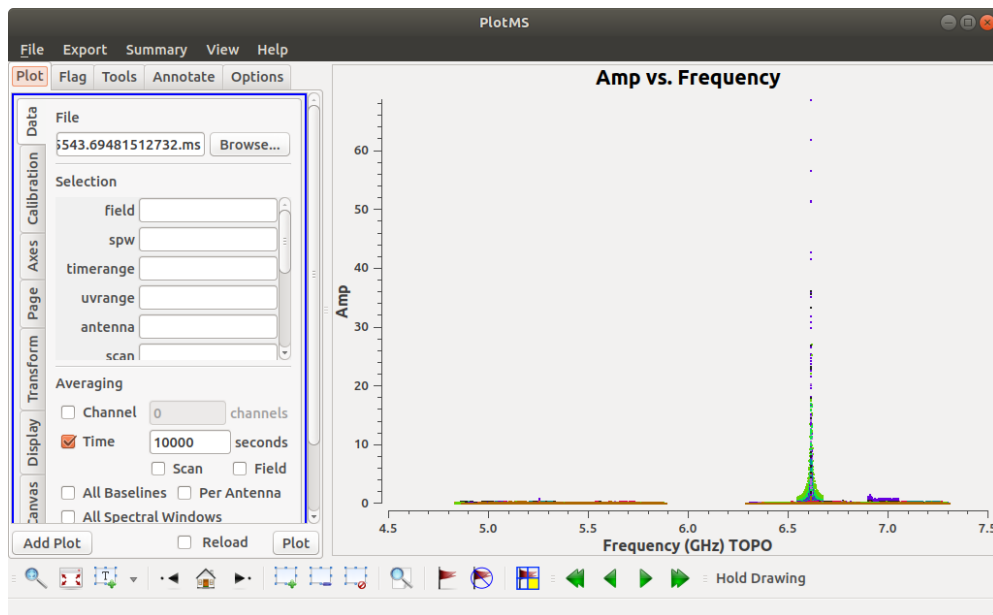 PlotMS
File Export Summary View Help
Plot Flag Tools Annotate Options
Data
Calibration
Axes
Page
Transform
Display
Canvas
File
5543.69481512732.ms Browse...
Selection
field
spw
timerange
uvrange
antenna
scan
Averaging
Channel 0 channels
Time 10000 seconds
Scan Field
All Baselines Per Antenna
All Spectral Windows
Add Plot Reload Plot
Amp vs. Frequency
Amp
60
50
40
30
20
10
0
4.5 5.0 5.5 6.0 6.5 7.0 7.5
Frequency (GHz) TOPO
Hold Drawing